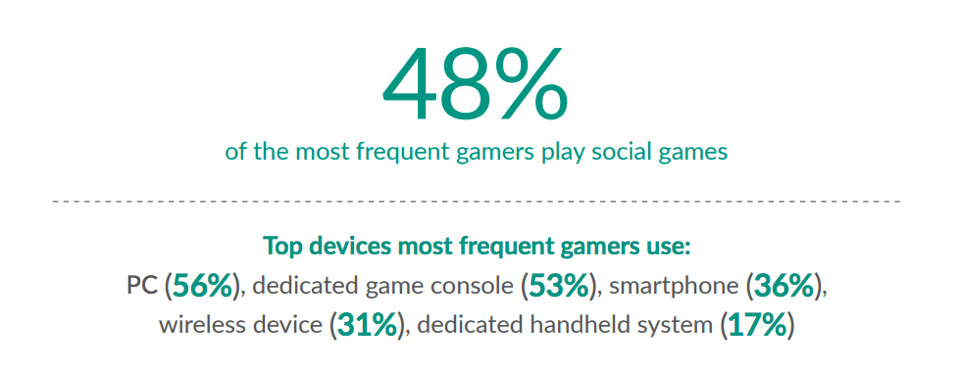 48%
of the most frequent gamers play social games
Top devices most frequent gamers use:
PC (56%), dedicated game console (53%), smartphone (36%),
wireless device (31%), dedicated handheld system (17%)